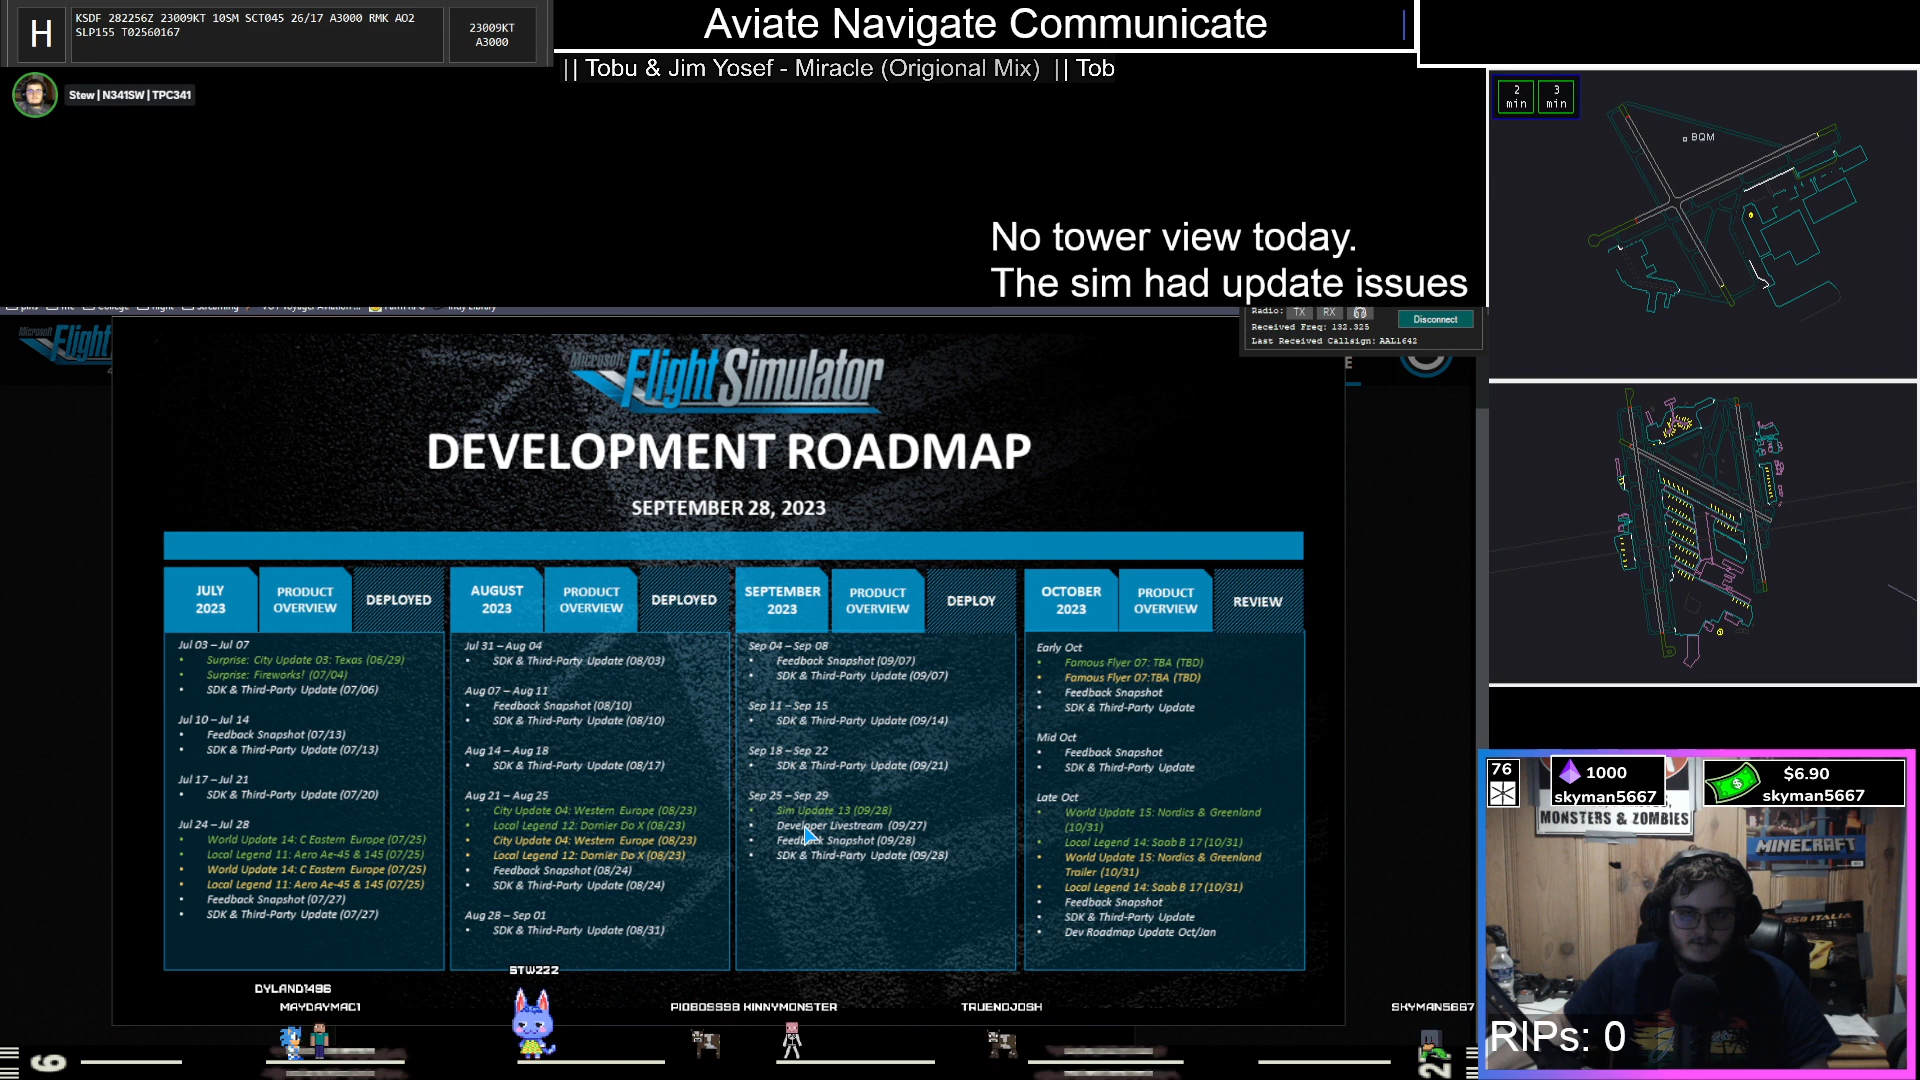 H
KSDF 282256Z 23009KT 10SM SCT045 26/17 A3000 RMK AO2
SLP155 T02560167
23009KT
A3000
Aviate Navigate Communicate
|| Tobu & Jim Yosef - Miracle (Origional Mix) || Tob
Stew | N341SW | TPC341
2
min
3
min
BQM
No tower view today.
The sim had update issues
Radio: TX RX
Disconnect
Received Freq: 132.325
Last Received Callsign: AAL1642
Microsoft
Flight
Microsoft
Flight Simulator
DEVELOPMENT ROADMAP
SEPTEMBER 28, 2023
JULY
2023
PRODUCT
OVERVIEW
DEPLOYED
Jul 03 – Jul 07
• Surprise: City Update 03: Texas (06/29)
• Surprise: Fireworks! (07/04)
• SDK & Third-Party Update (07/06)
Jul 10 – Jul 14
• Feedback Snapshot (07/13)
• SDK & Third-Party Update (07/13)
Jul 17 – Jul 21
• SDK & Third-Party Update (07/20)
Jul 24 – Jul 28
• World Update 14: C Eastern Europe (07/25)
• Local Legend 11: Aero Ae-45 & 145 (07/25)
• World Update 14: C Eastern Europe (07/25)
• Local Legend 11: Aero Ae-45 & 145 (07/25)
• Feedback Snapshot (07/27)
• SDK & Third-Party Update (07/27)
AUGUST
2023
PRODUCT
OVERVIEW
DEPLOYED
Jul 31 – Aug 04
• SDK & Third-Party Update (08/03)
Aug 07 – Aug 11
• Feedback Snapshot (08/10)
• SDK & Third-Party Update (08/10)
Aug 14 – Aug 18
• SDK & Third-Party Update (08/17)
Aug 21 – Aug 25
• City Update 04: Western Europe (08/23)
• Local Legend 12: Dornier Do X (08/23)
• City Update 04: Western Europe (08/23)
• Local Legend 12: Dornier Do X (08/23)
• Feedback Snapshot (08/24)
• SDK & Third-Party Update (08/24)
Aug 28 – Sep 01
• SDK & Third-Party Update (08/31)
SEPTEMBER
2023
PRODUCT
OVERVIEW
DEPLOY
Sep 04 – Sep 08
• Feedback Snapshot (09/07)
• SDK & Third-Party Update (09/07)
Sep 11 – Sep 15
• SDK & Third-Party Update (09/14)
Sep 18 – Sep 22
• SDK & Third-Party Update (09/21)
Sep 25 – Sep 29
• Sim Update 13 (09/28)
• Developer Livestream (09/27)
• Feedback Snapshot (09/28)
• SDK & Third-Party Update (09/28)
OCTOBER
2023
PRODUCT
OVERVIEW
REVIEW
Early Oct
• Famous Flyer 07: TBA (TBD)
• Famous Flyer 07:TBA (TBD)
• Feedback Snapshot
• SDK & Third-Party Update
Mid Oct
• Feedback Snapshot
• SDK & Third-Party Update
Late Oct
• World Update 15: Nordics & Greenland
(10/31)
• Local Legend 14: Saab B 17 (10/31)
• World Update 15: Nordics & Greenland
Trailer (10/31)
• Local Legend 14: Saab B 17 (10/31)
• Feedback Snapshot
• SDK & Third-Party Update
• Dev Roadmap Update Oct/Jan
DYLAND1486
MAYDAYMAC1
STW222
PIOBOSS98 KINNYMONSTER
TRUENOJOSH
SKYMAN5667
76
1000
skyman5667
$6.90
skyman5667
MONSTERS & ZOMBIES
MINECRAFT
458 ITALIA
RIPs: 0
9